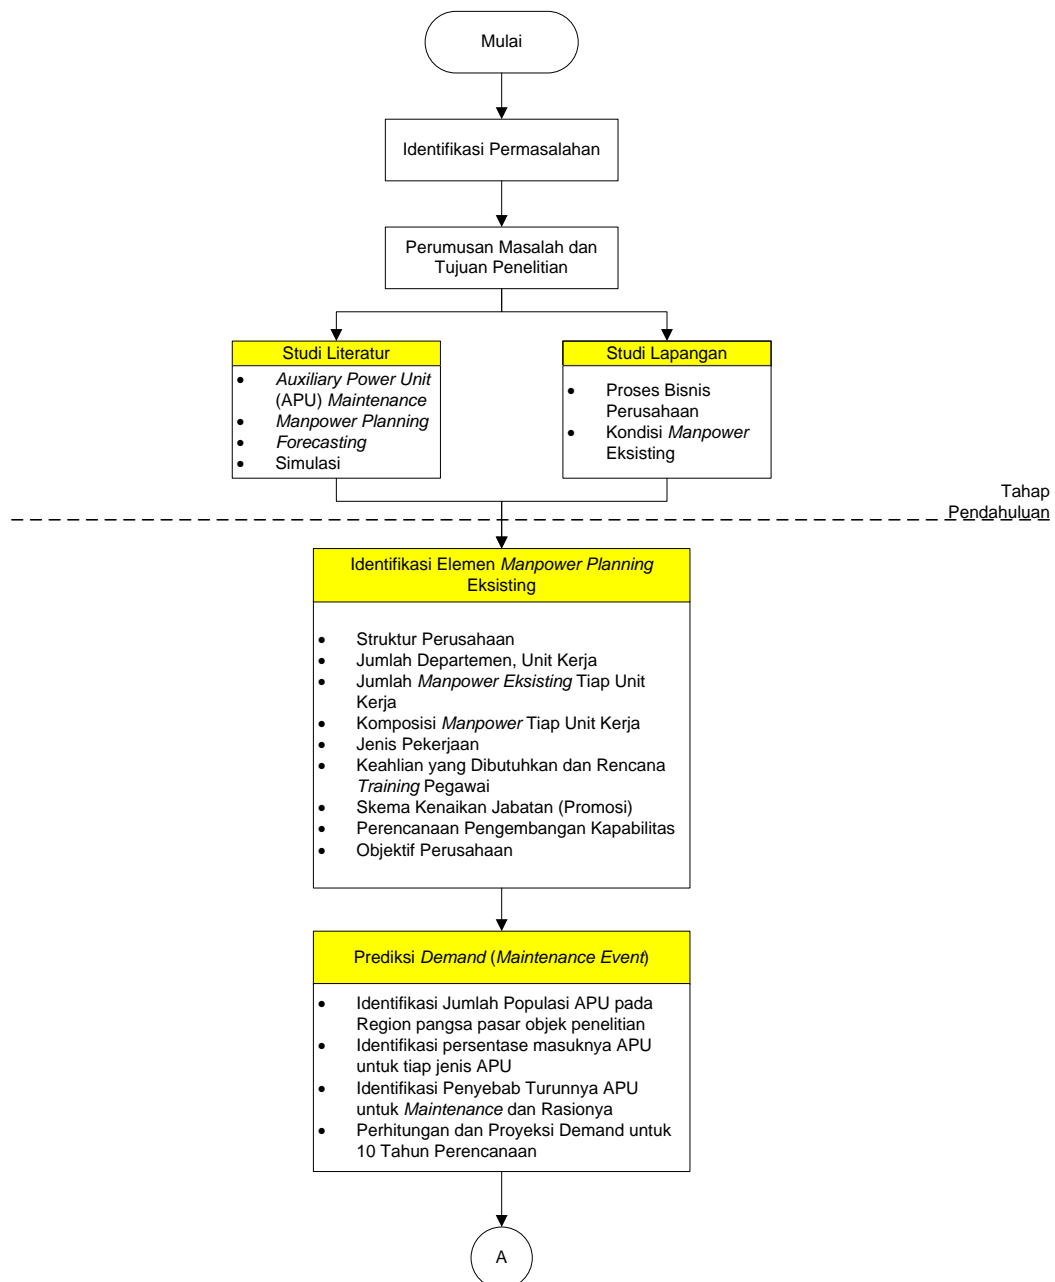 Mulai
Identifikasi Permasalahan
Perumusan Masalah dan
Tujuan Penelitian
Studi Literatur
• Auxiliary Power Unit
(APU) Maintenance
• Manpower Planning
• Forecasting
• Simulasi
Studi Lapangan
• Proses Bisnis
Perusahaan
• Kondisi Manpower
Eksisting
Tahap
Pendahuluan
Identifikasi Elemen Manpower Planning
Eksisting
• Struktur Perusahaan
• Jumlah Departemen, Unit Kerja
• Jumlah Manpower Eksisting Tiap Unit
Kerja
• Komposisi Manpower Tiap Unit Kerja
• Jenis Pekerjaan
• Keahlian yang Dibutuhkan dan Rencana
Training Pegawai
• Skema Kenaikan Jabatan (Promosi)
• Perencanaan Pengembangan Kapabilitas
• Objektif Perusahaan
Prediksi Demand (Maintenance Event)
• Identifikasi Jumlah Populasi APU pada
Region pangsa pasar objek penelitian
• Identifikasi persentase masuknya APU
untuk tiap jenis APU
• Identifikasi Penyebab Turunnya APU
untuk Maintenance dan Rasionya
• Perhitungan dan Proyeksi Demand untuk
10 Tahun Perencanaan
A